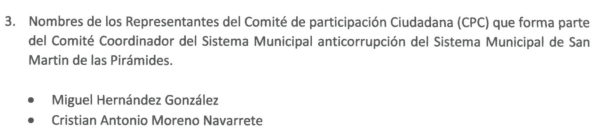 3. Nombres de los Representantes del Comité de participación Ciudadana (CPC) que forma parte
del Comité Coordinador del Sistema Municipal anticorrupción del Sistema Municipal de San
Martin de las Pirámides.
• Miguel Hernández González
• Cristian Antonio Moreno Navarrete